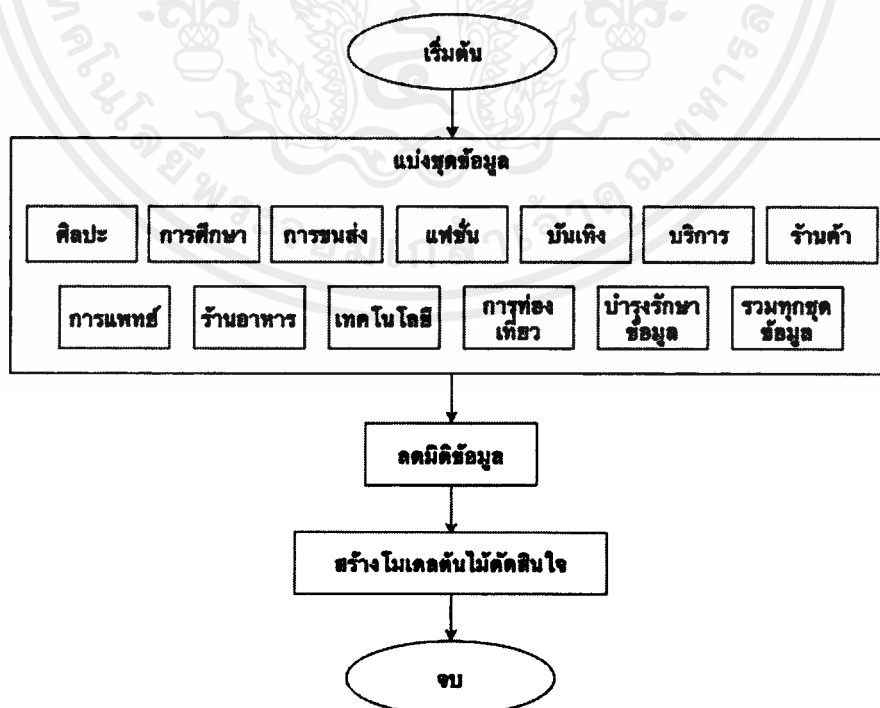 เริ่มต้น
แบ่งชุดข้อมูล
ศิลปะ
การศึกษา
การขนส่ง
แฟชั่น
บันเทิง
บริการ
ร้านค้า
การแพทย์
ร้านอาหาร
เทคโนโลยี
การท่อง
เที่ยว
บำรุงรักษา
ข้อมูล
รวมทุกชุด
ข้อมูล
ลดมิติข้อมูล
สร้างโมเดลต้นไม้ตัดสินใจ
จบ